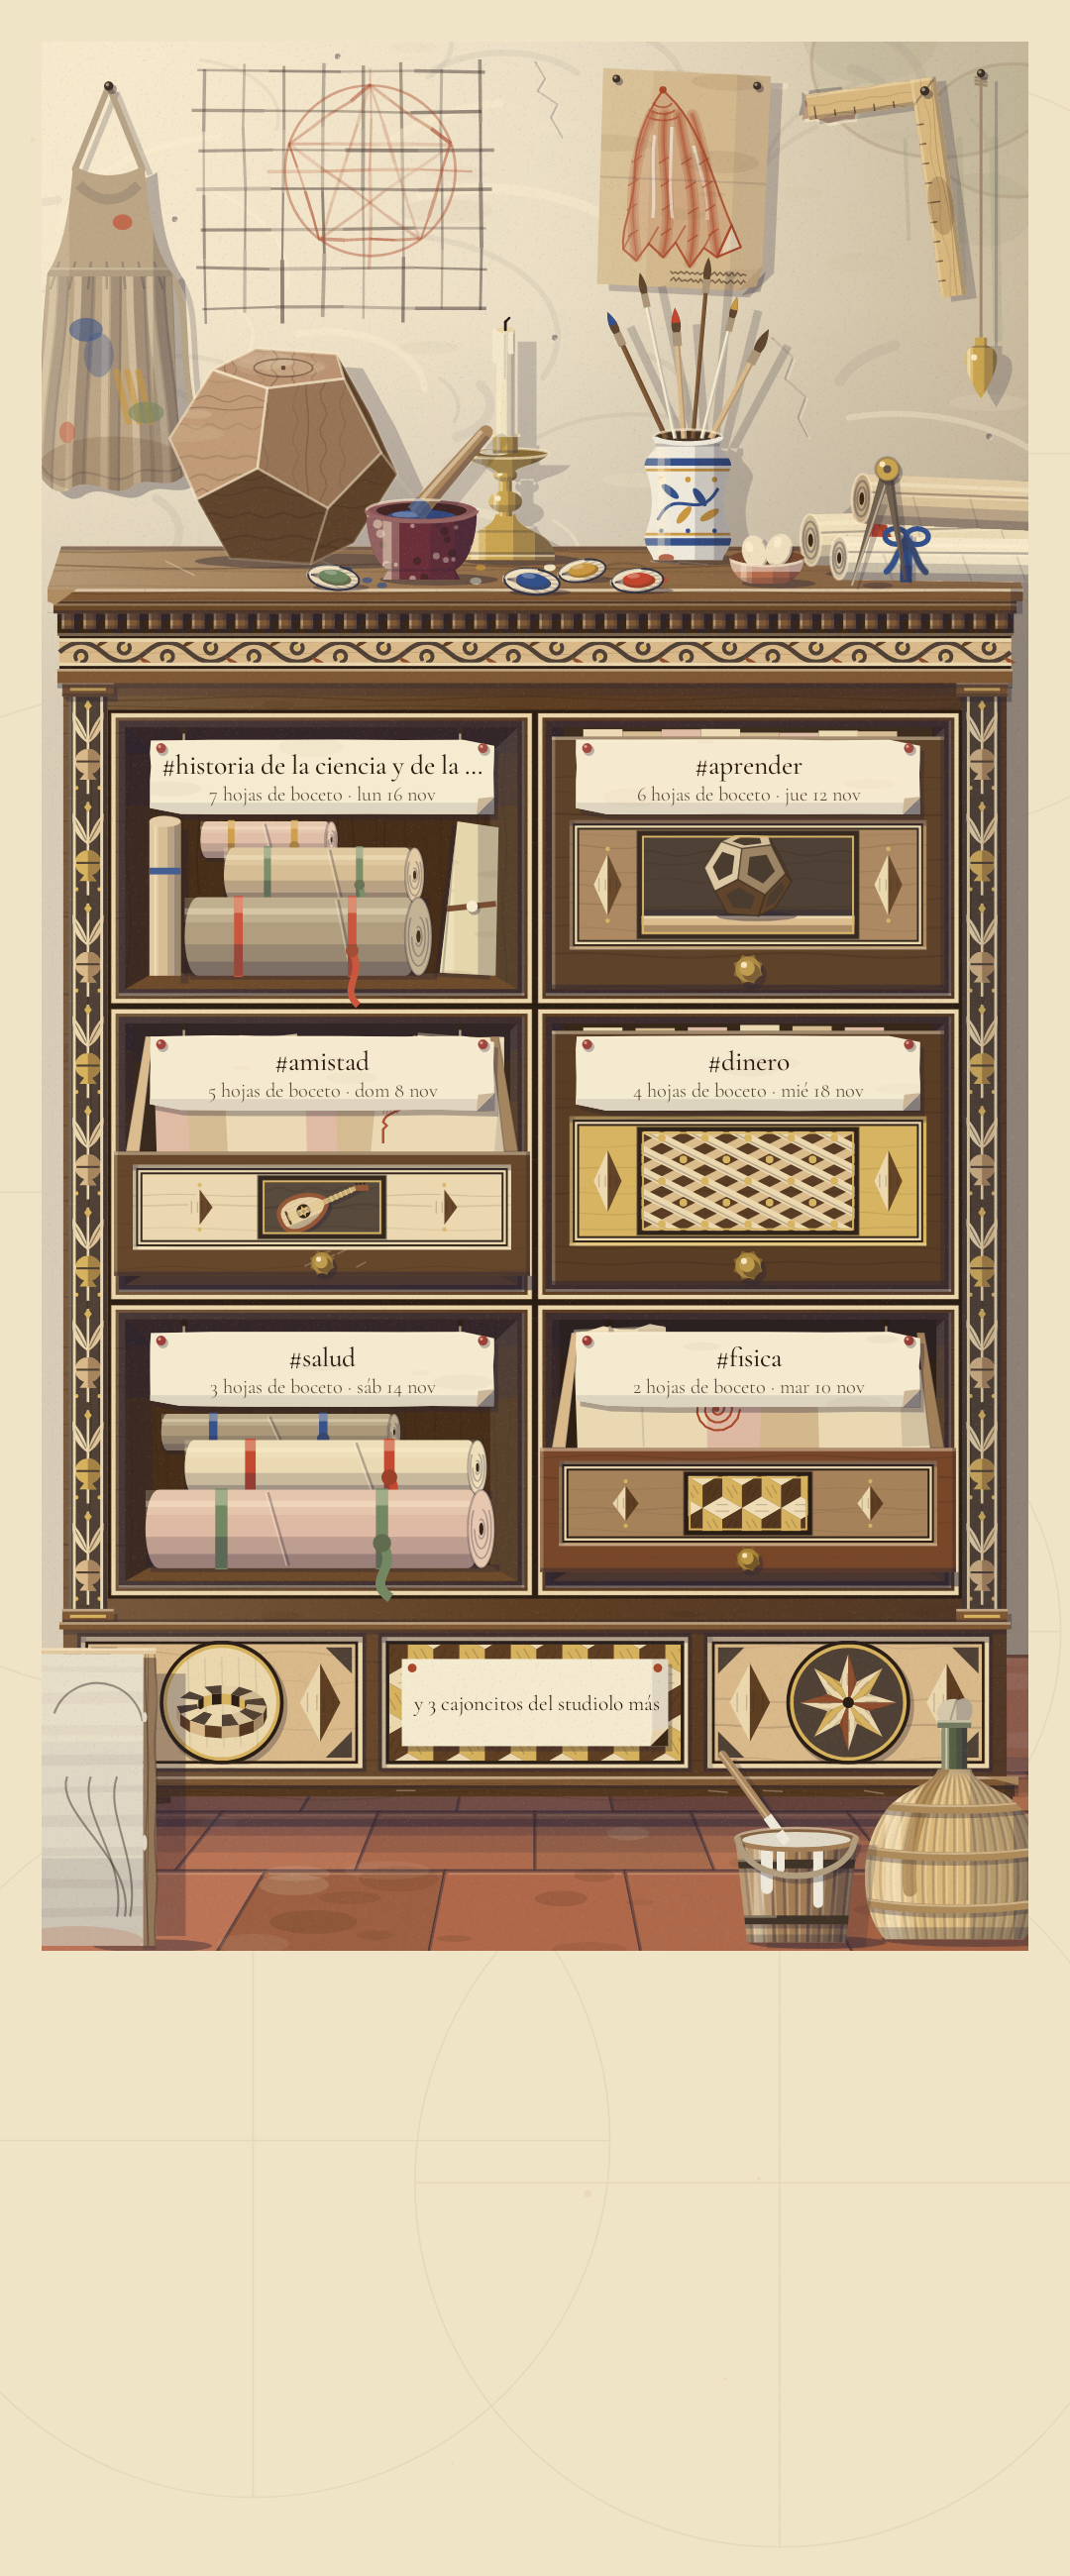 #historia de la ciencia y de la ...
7 hojas de boceto · lun 16 nov
#aprender
6 hojas de boceto · jue 12 nov
#amistad
5 hojas de boceto · dom 8 nov
#dinero
4 hojas de boceto · mié 18 nov
#salud
3 hojas de boceto · sáb 14 nov
#física
2 hojas de boceto · mar 10 nov
y 3 cajoncitos del studiolo más